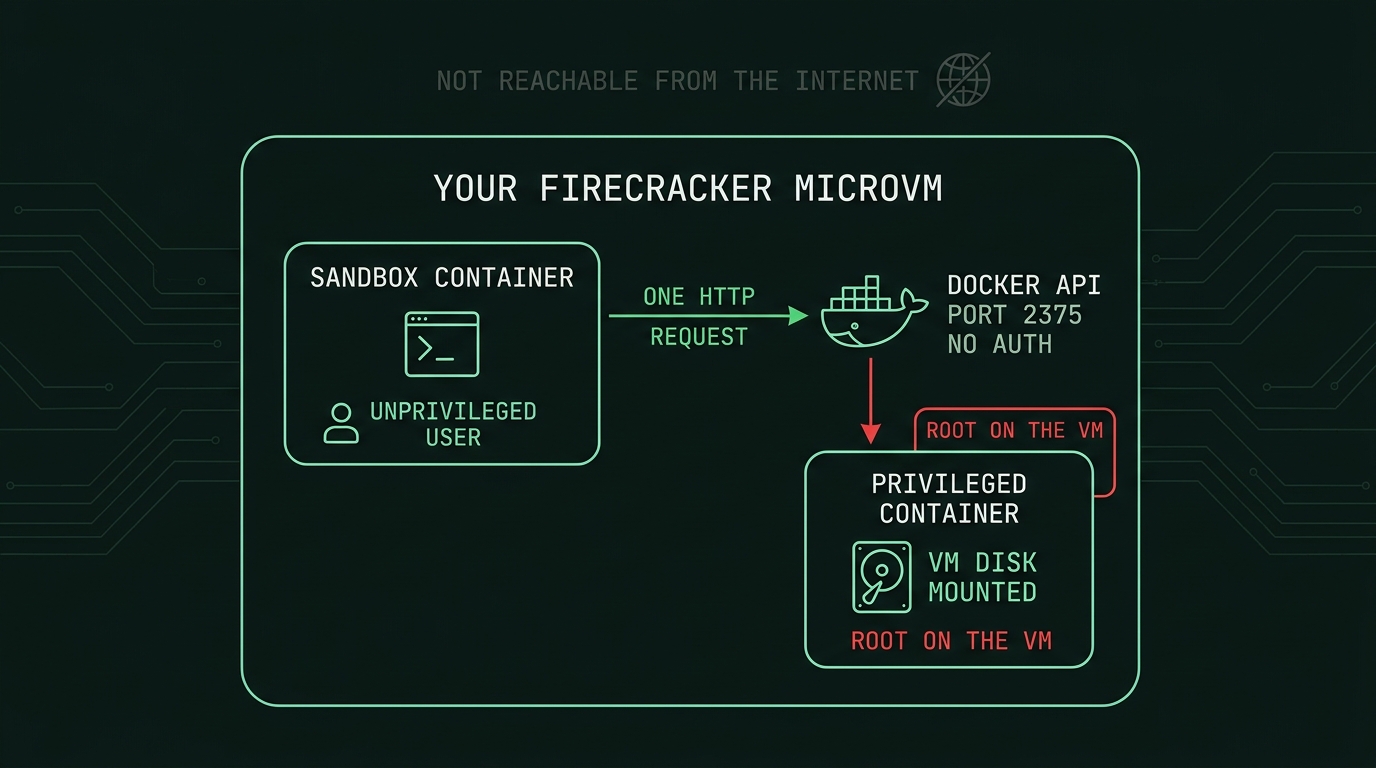 NOT REACHABLE FROM THE INTERNET
YOUR FIRECRACKER MICROVM
SANDBOX CONTAINER
UNPRIVILEGED
USER
ONE HTTP
REQUEST
DOCKER API
PORT 2375
NO AUTH
ROOT ON THE VM
PRIVILEGED
CONTAINER
VM DISK
MOUNTED
ROOT ON THE VM